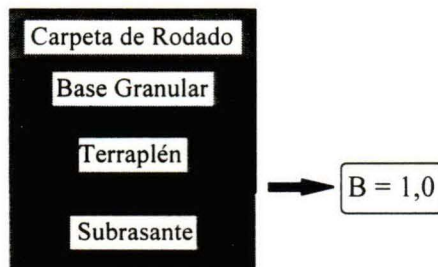 Carpeta de Rodado
Base Granular
Terraplén
B = 1,0
Subrasante